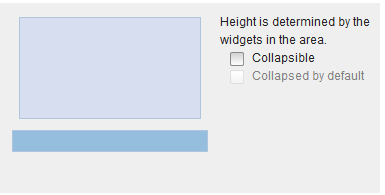 Height is determined by the
widgets in the area.
Collapsible
Collapsed by default